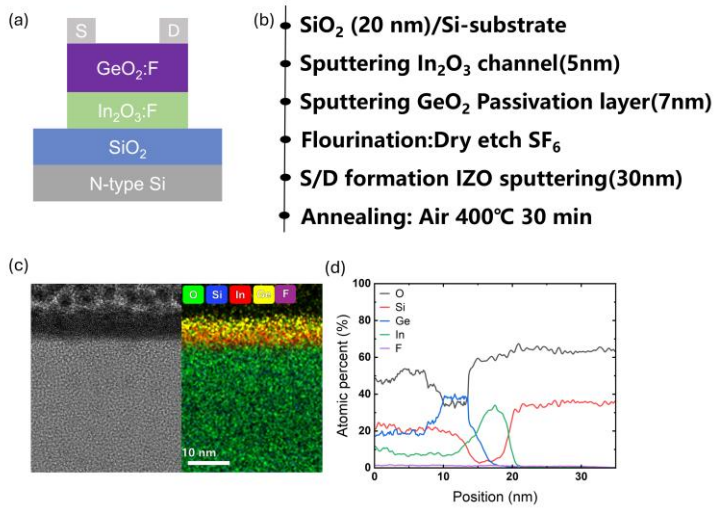 (a)
S D
GeO₂:F
In₂O₃:F
SiO₂
N-type Si
(b)
SiO₂ (20 nm)/Si-substrate
Sputtering In₂O₃ channel(5nm)
Sputtering GeO₂ Passivation layer(7nm)
Flourination:Dry etch SF₆
S/D formation IZO sputtering(30nm)
Annealing: Air 400℃ 30 min
(c)
O Si In Ge F
10 nm
(d)
Atomic percent (%)
100
80
60
40
20
0
O
Si
Ge
In
F
0 10 20 30
Position (nm)